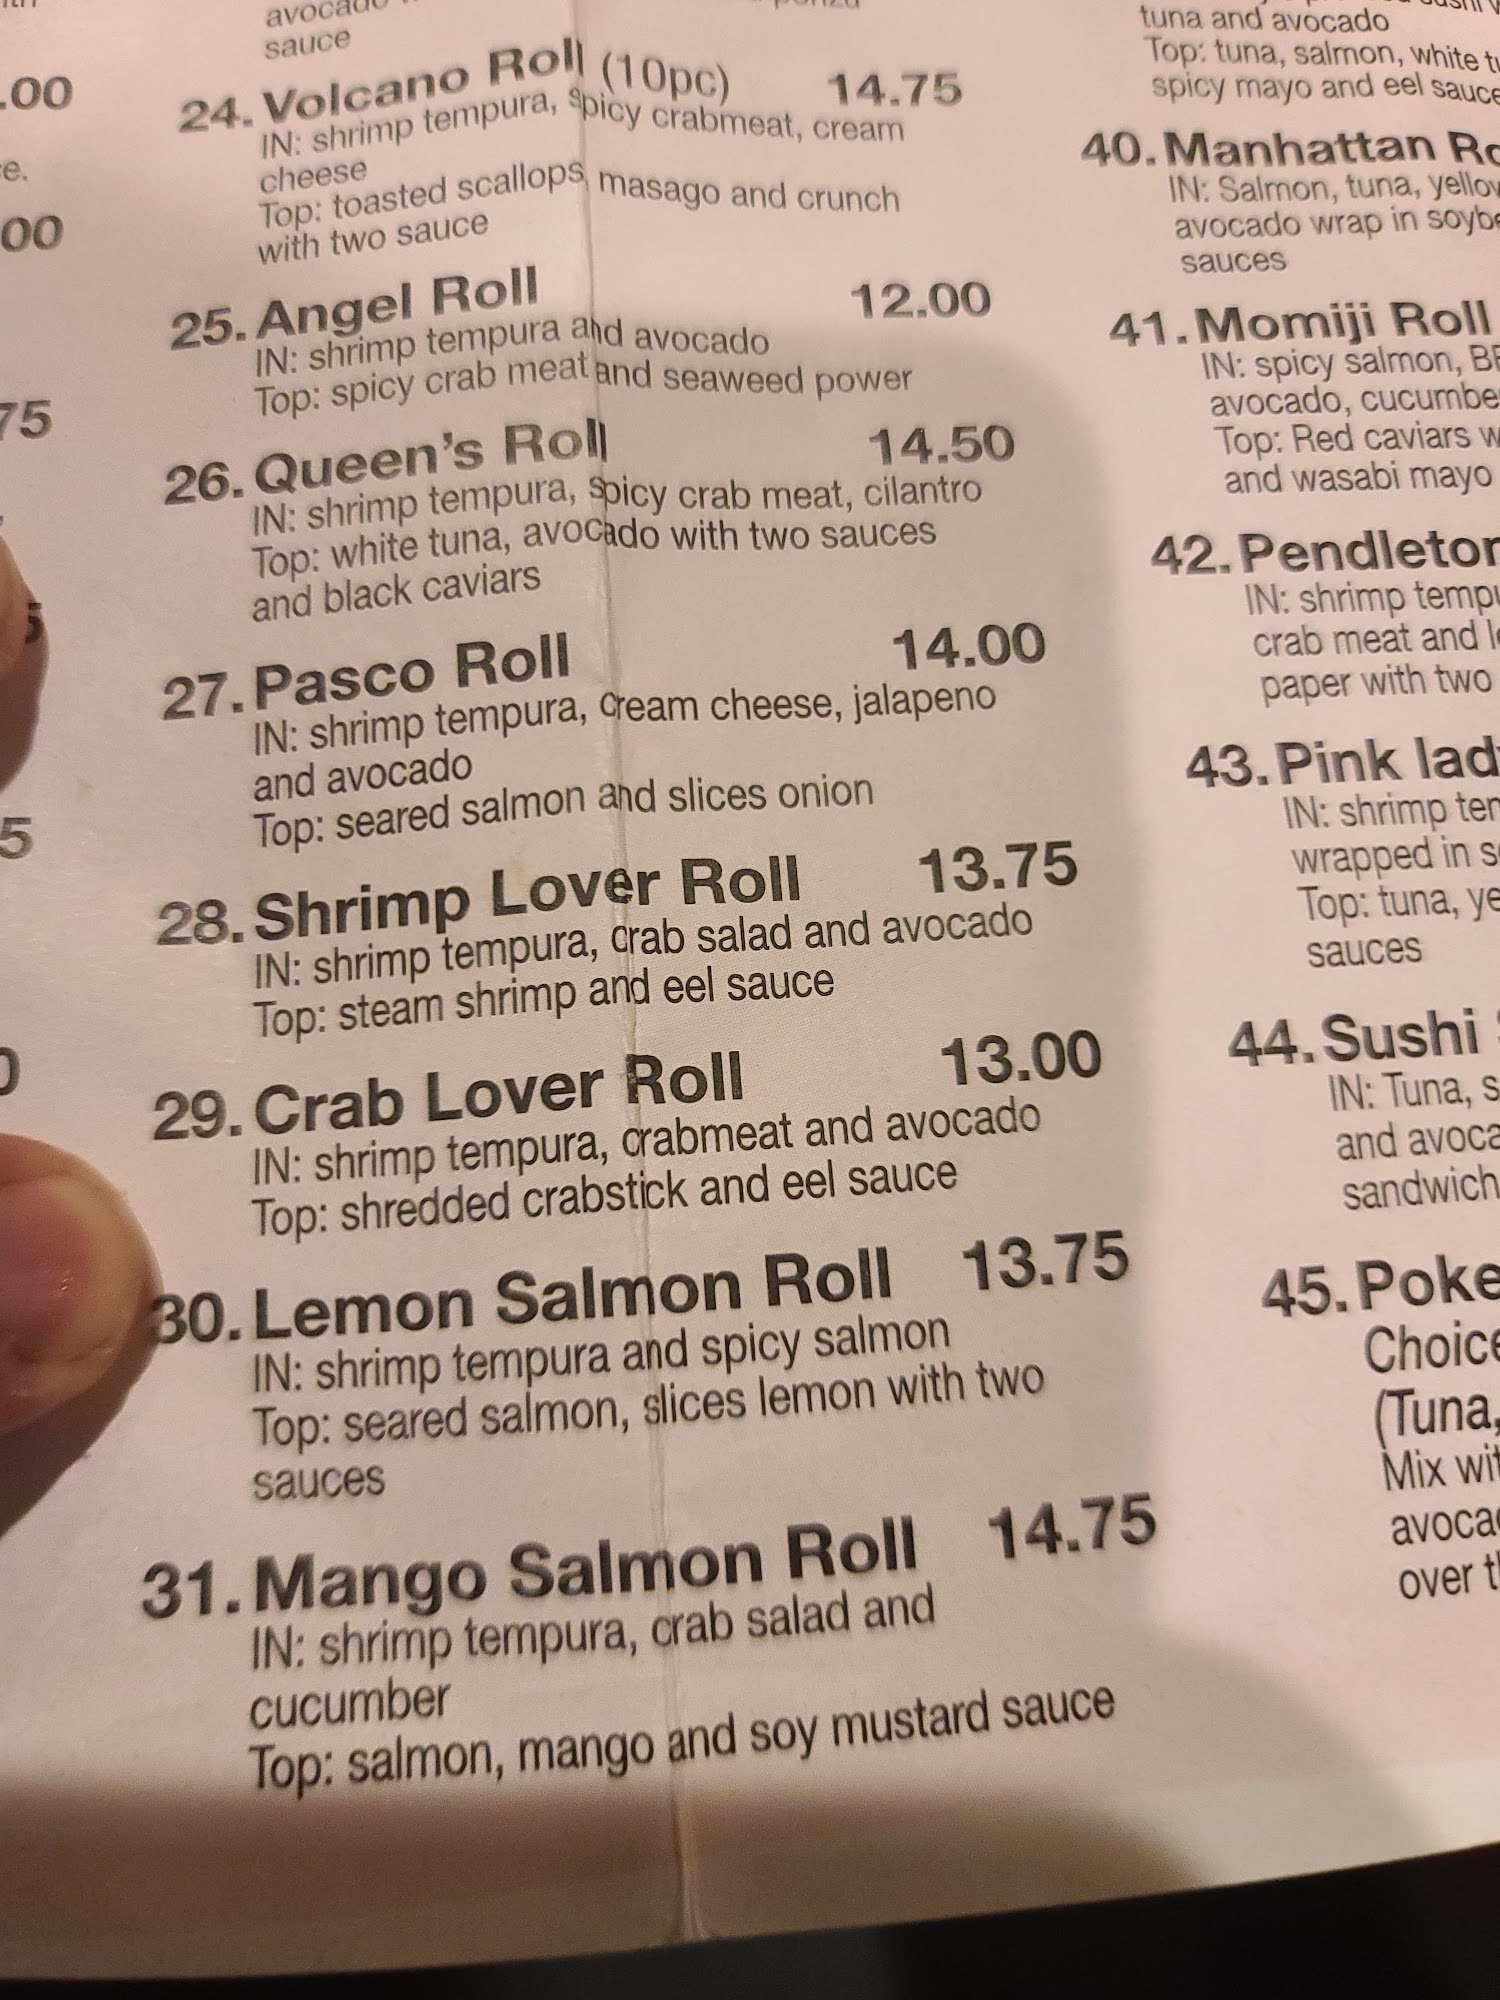 avocado
sauce
24. Volcano Roll (10pc) 14.75
IN: shrimp tempura, spicy crabmeat, cream
cheese
Top: toasted scallops, masago and crunch
with two sauce
25. Angel Roll 12.00
IN: shrimp tempura and avocado
Top: spicy crab meat and seaweed power
26. Queen's Roll 14.50
IN: shrimp tempura, spicy crab meat, cilantro
Top: white tuna, avocado with two sauces
and black caviars
27. Pasco Roll 14.00
IN: shrimp tempura, cream cheese, jalapeno
and avocado
Top: seared salmon and slices onion
28. Shrimp Lover Roll 13.75
IN: shrimp tempura, crab salad and avocado
Top: steam shrimp and eel sauce
29. Crab Lover Roll 13.00
IN: shrimp tempura, crabmeat and avocado
Top: shredded crabstick and eel sauce
30. Lemon Salmon Roll 13.75
IN: shrimp tempura and spicy salmon
Top: seared salmon, slices lemon with two
sauces
31. Mango Salmon Roll 14.75
IN: shrimp tempura, crab salad and
cucumber
Top: salmon, mango and soy mustard sauce
tuna and avocado
Top: tuna, salmon, white
spicy mayo and eel sauce
40. Manhattan
IN: Salmon, tuna,
avocado wrap in
sauces
41. Momiji Roll
IN: spicy salmon,
avocado,
Top: Red caviars
and wasabi mayo
42.
IN: shrimp
crab meat and
paper with two
43. Pink
IN: shrimp
wrapped in
Top: tuna,
sauces
44. Sushi
IN: Tuna,
and
sandwich
45. Poke
(Tuna,
Mix
over